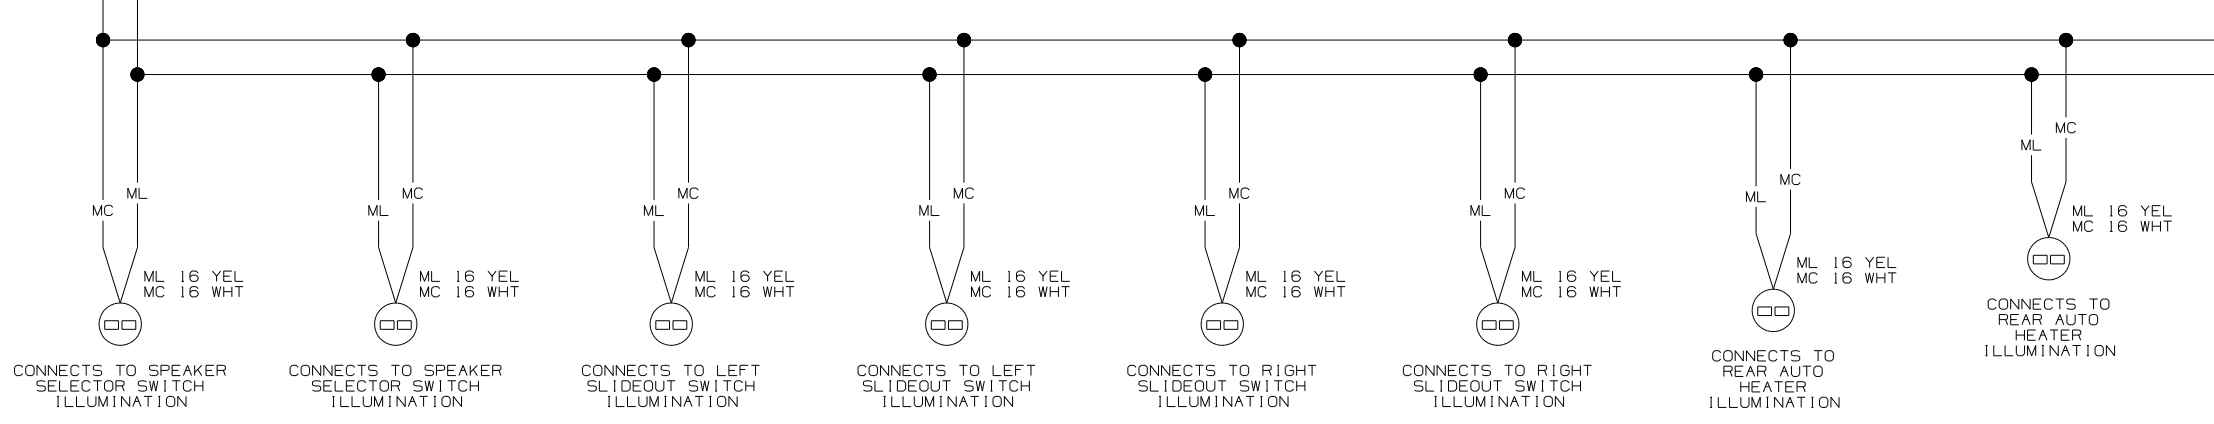 MC
ML
ML 16 YEL
MC 16 WHT
CONNECTS TO SPEAKER
SELECTOR SWITCH
ILLUMINATION
ML
MC
ML 16 YEL
MC 16 WHT
CONNECTS TO SPEAKER
SELECTOR SWITCH
ILLUMINATION
ML
MC
ML 16 YEL
MC 16 WHT
CONNECTS TO LEFT
SLIDEOUT SWITCH
ILLUMINATION
ML
MC
ML 16 YEL
MC 16 WHT
CONNECTS TO LEFT
SLIDEOUT SWITCH
ILLUMINATION
ML
MC
ML 16 YEL
MC 16 WHT
CONNECTS TO RIGHT
SLIDEOUT SWITCH
ILLUMINATION
ML
MC
ML 16 YEL
MC 16 WHT
CONNECTS TO RIGHT
SLIDEOUT SWITCH
ILLUMINATION
ML
MC
ML 16 YEL
MC 16 WHT
CONNECTS TO
REAR AUTO
HEATER
ILLUMINATION
ML
MC
ML 16 YEL
MC 16 WHT
CONNECTS TO
REAR AUTO
HEATER
ILLUMINATION